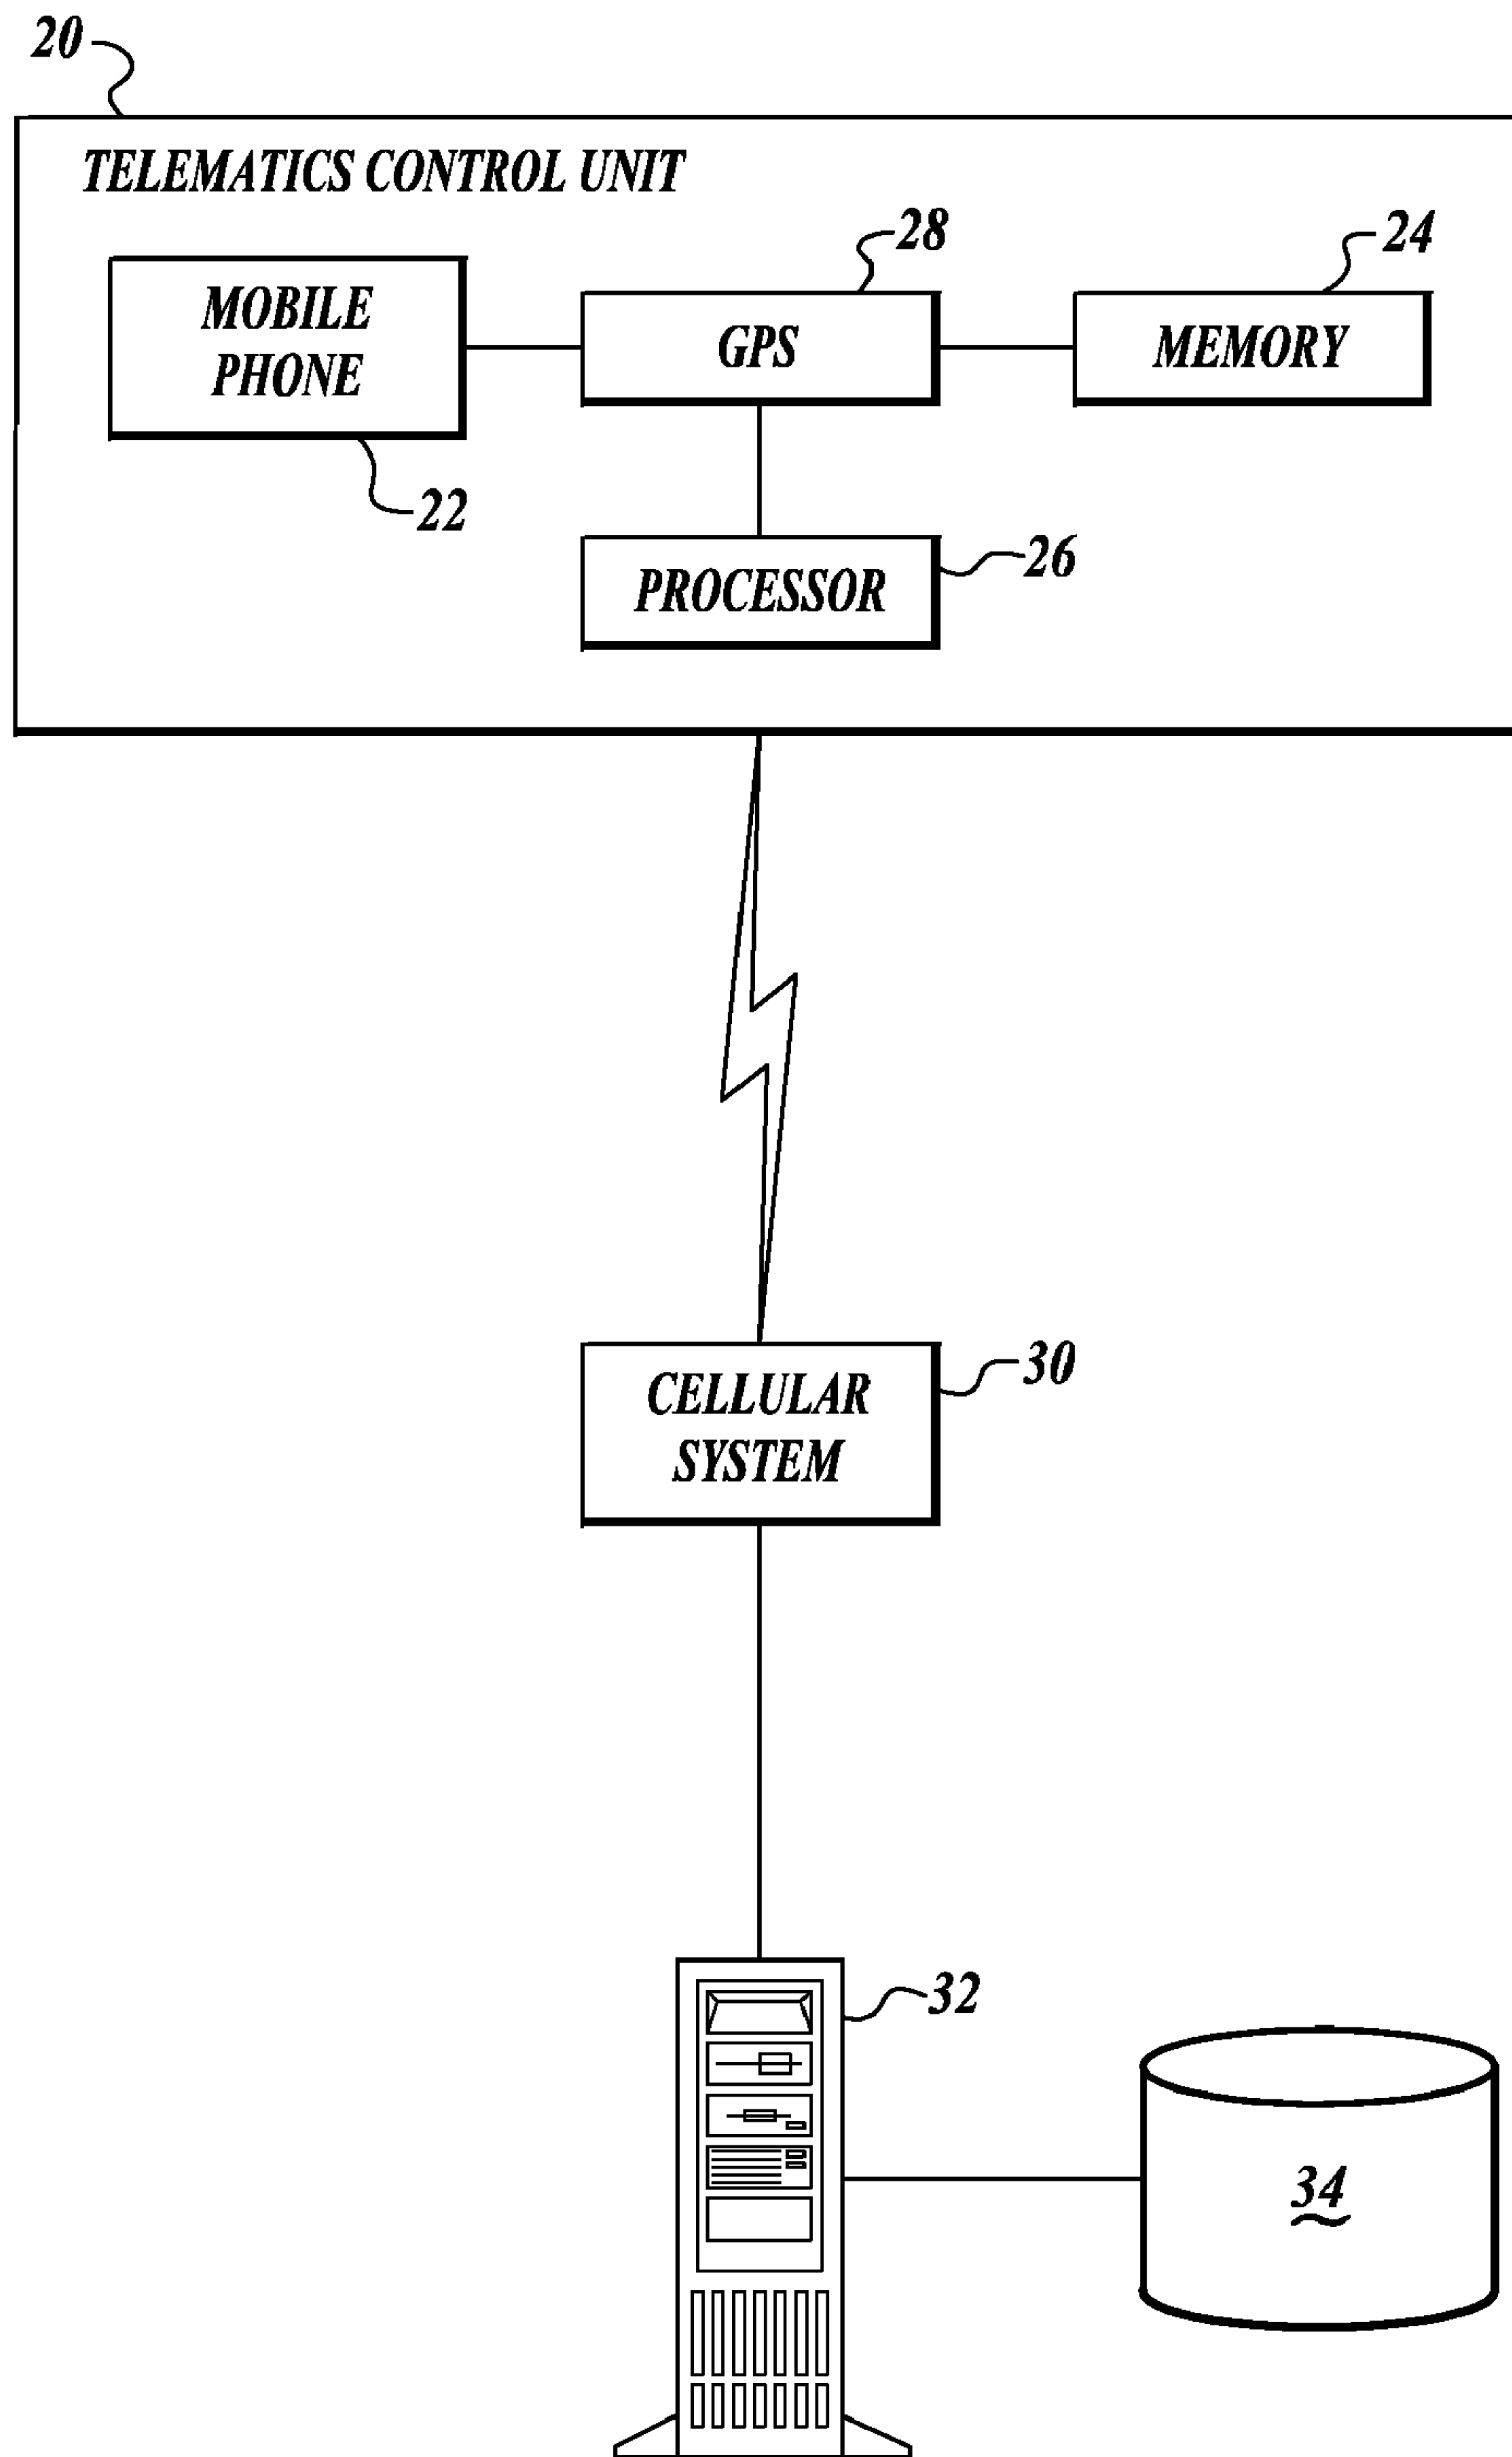 20
TELEMATICS CONTROL UNIT
28
24
MOBILE
PHONE
GPS
MEMORY
22
26
PROCESSOR
30
CELLULAR
SYSTEM
32
34